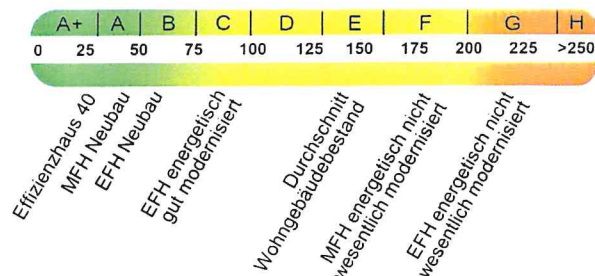 A+ A B C D E F G H
0 25 50 75 100 125 150 175 200 225 >250
Effizienzhaus 40
MFH Neubau
EFH Neubau
EFH energetisch
gut modernisiert
Durchschnitt
Wohngebäudebestand
MFH energetisch nicht
wesentlich modernisiert
EFH energetisch nicht
wesentlich modernisiert